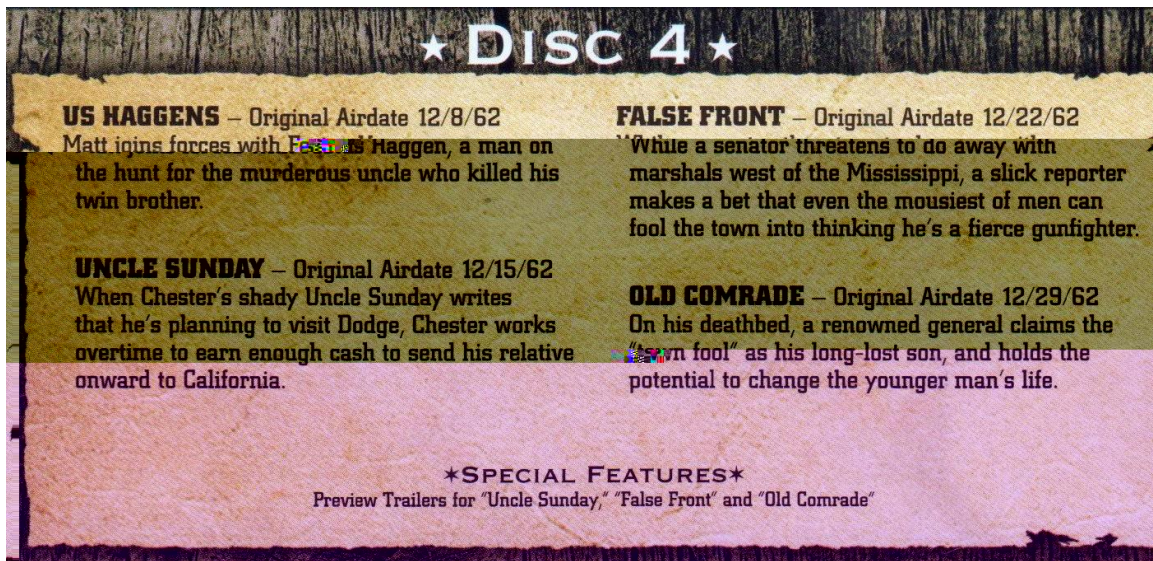 ★ DISC 4 ★
US HAGGENS – Original Airdate 12/8/62
Matt joins forces with Haggen, a man on
the hunt for the murderous uncle who killed his
twin brother.
UNCLE SUNDAY – Original Airdate 12/15/62
When Chester's shady Uncle Sunday writes
that he's planning to visit Dodge, Chester works
overtime to earn enough cash to send his relative
onward to California.
FALSE FRONT – Original Airdate 12/22/62
While a senator threatens to do away with
marshals west of the Mississippi, a slick reporter
makes a bet that even the mousiest of men can
fool the town into thinking he's a fierce gunfighter.
OLD COMRADE – Original Airdate 12/29/62
On his deathbed, a renowned general claims the
fool" as his long-lost son, and holds the
potential to change the younger man's life.
✶SPECIAL FEATURES✶
Preview Trailers for "Uncle Sunday," "False Front" and "Old Comrade"